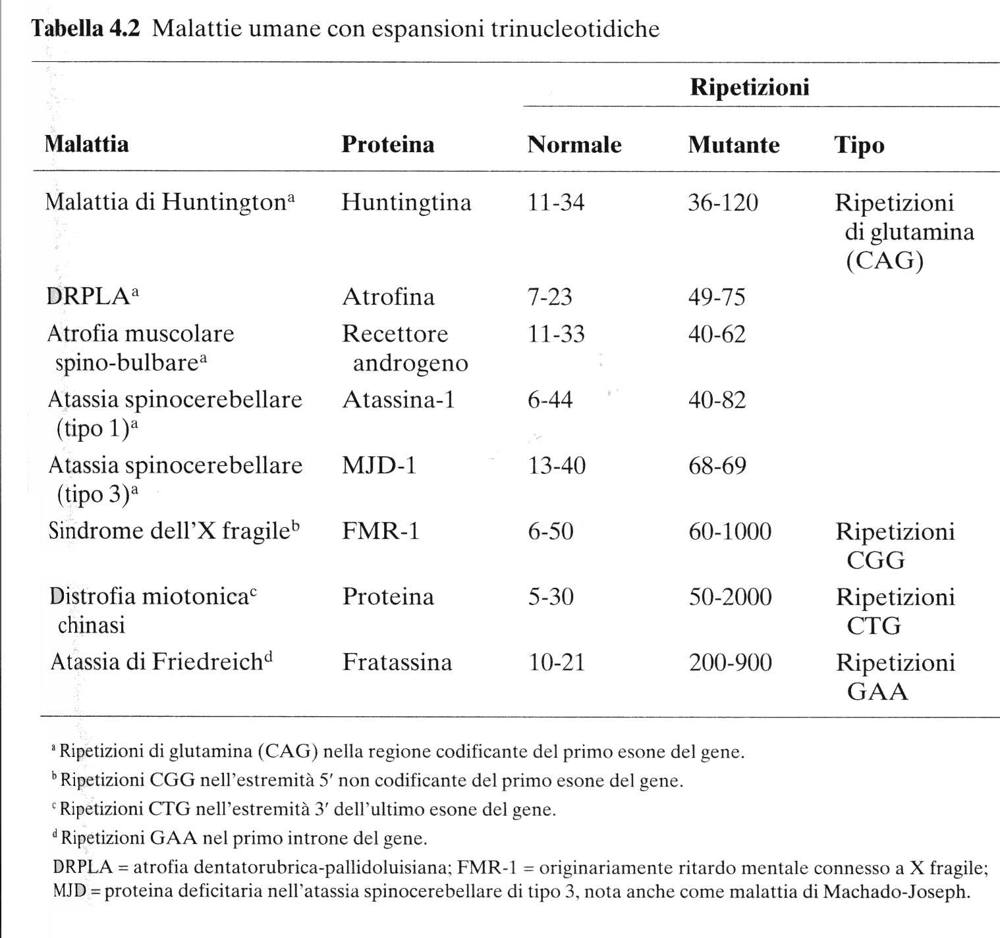 Tabella 4.2 Malattie umane con espansioni trinucleotidiche
Ripetizioni
Malattia Proteina Normale Mutante Tipo
Malattia di Huntingtonᵃ Huntingtina 11-34 36-120 Ripetizioni
di glutamina
(CAG)
DRPLAᵃ Atrofina 7-23 49-75
Atrofia muscolare Recettore 11-33 40-62
spino-bulbareᵃ androgeno
Atassia spinocerebellare Atassina-1 6-44 40-82
(tipo 1)ᵃ
Atassia spinocerebellare MJD-1 13-40 68-69
(tipo 3)ᵃ
Sindrome dell'X fragileᵇ FMR-1 6-50 60-1000 Ripetizioni
CGG
Distrofia miotonicaᶜ Proteina 5-30 50-2000 Ripetizioni
chinasi CTG
Atassia di Friedreichᵈ Fratassina 10-21 200-900 Ripetizioni
GAA
ᵃ Ripetizioni di glutamina (CAG) nella regione codificante del primo esone del gene.
ᵇ Ripetizioni CGG nell'estremità 5′ non codificante del primo esone del gene.
ᶜ Ripetizioni CTG nell'estremità 3′ dell'ultimo esone del gene.
ᵈ Ripetizioni GAA nel primo introne del gene.
DRPLA = atrofia dentatorubrica-pallidoluisiana; FMR-1 = originariamente ritardo mentale connesso a X fragile;
MJD = proteina deficitaria nell'atassia spinocerebellare di tipo 3, nota anche come malattia di Machado-Joseph.